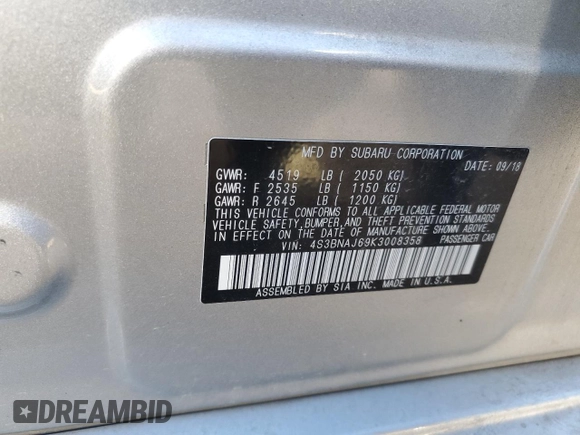 MFD BY SUBARU CORPORATION
DATE: 09/18
GVWR: 4519 LB ( 2050 KG)
GAWR: F 2535 LB ( 1150 KG)
GAWR: R 2645 LB ( 1200 KG)
THIS VEHICLE CONFORMS TO ALL APPLICABLE FEDERAL MOTOR
VEHICLE SAFETY, BUMPER, AND THEFT PREVENTION STANDARDS
IN EFFECT ON THE DATE OF MANUFACTURE SHOWN ABOVE.
VIN: 4S3BNAJ69K3008358 PASSENGER CAR
ASSEMBLED BY SIA INC. MADE IN U.S.A.
DREAMBID